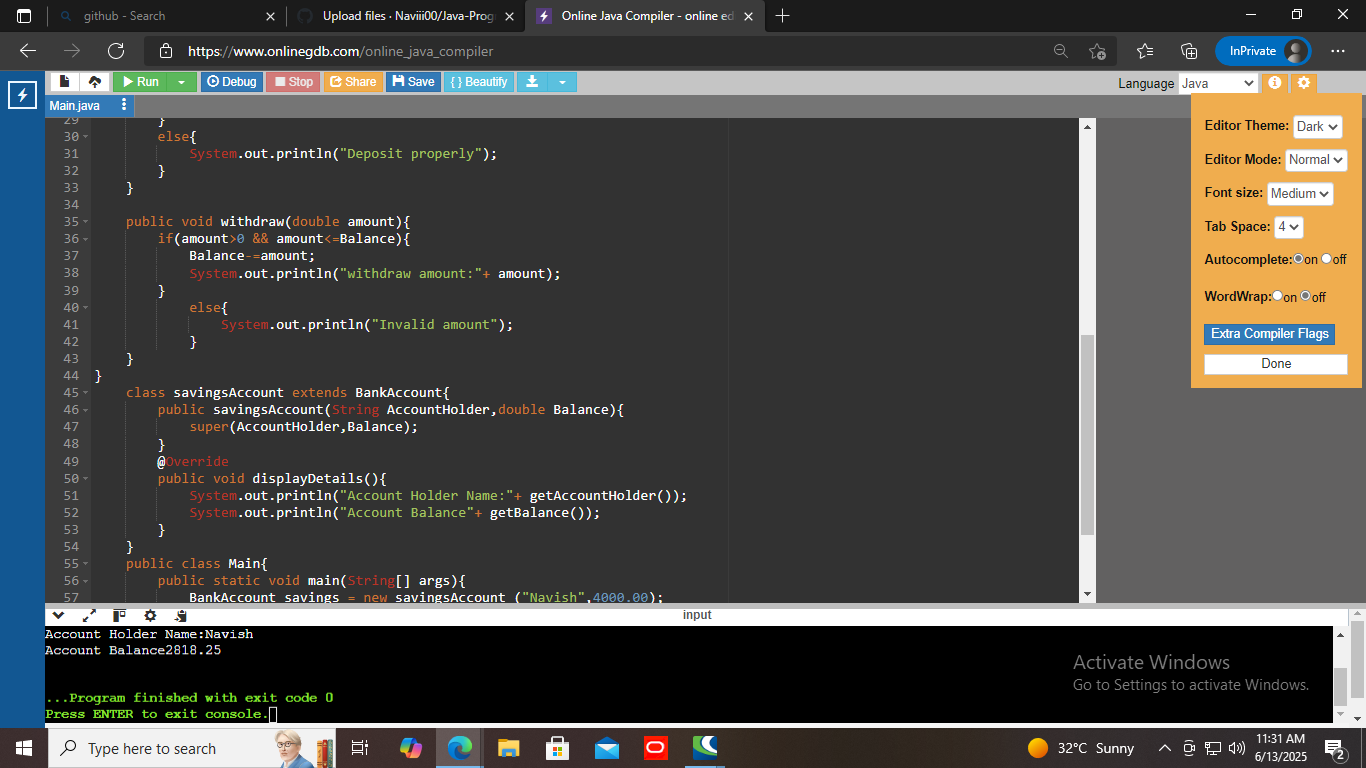 github - Search
Upload files · Naviii00/Java-Prog
Online Java Compiler - online ed
https://www.onlinegdb.com/online_java_compiler
InPrivate
Run
Debug
Stop
Share
Save
{ } Beautify
Language Java
Main.java
Editor Theme: Dark
Editor Mode: Normal
Font size: Medium
Tab Space: 4
Autocomplete: on off
WordWrap: on off
Extra Compiler Flags
Done
29 }
30 else{
31 System.out.println("Deposit properly");
32 }
33 }
34
35 public void withdraw(double amount){
36 if(amount>0 && amount<=Balance){
37 Balance-=amount;
38 System.out.println("withdraw amount:"+ amount);
39 }
40 else{
41 System.out.println("Invalid amount");
42 }
43 }
44 }
45 class savingsAccount extends BankAccount{
46 public savingsAccount(String AccountHolder,double Balance){
47 super(AccountHolder,Balance);
48 }
49 @Override
50 public void displayDetails(){
51 System.out.println("Account Holder Name:"+ getAccountHolder());
52 System.out.println("Account Balance"+ getBalance());
53 }
54 }
55 public class Main{
56 public static void main(String[] args){
57 BankAccount savings = new savingsAccount ("Navish",4000.00);
input
Account Holder Name:Navish
Account Balance2818.25
...Program finished with exit code 0
Press ENTER to exit console.
Activate Windows
Go to Settings to activate Windows.
Type here to search
32°C Sunny
11:31 AM
6/13/2025
2